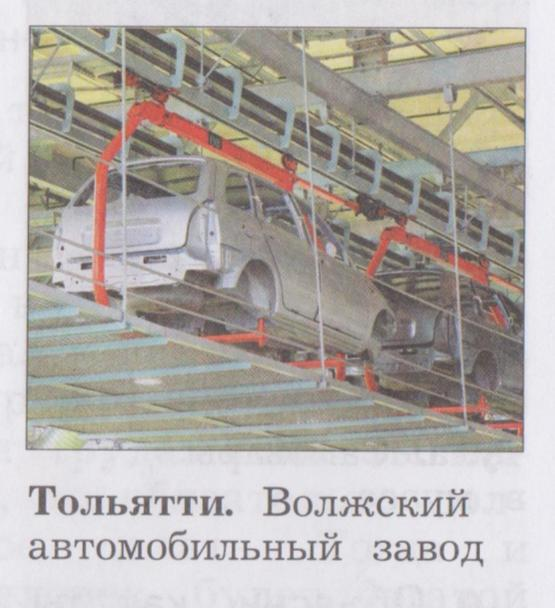 Тольятти. Волжский
автомобильный завод